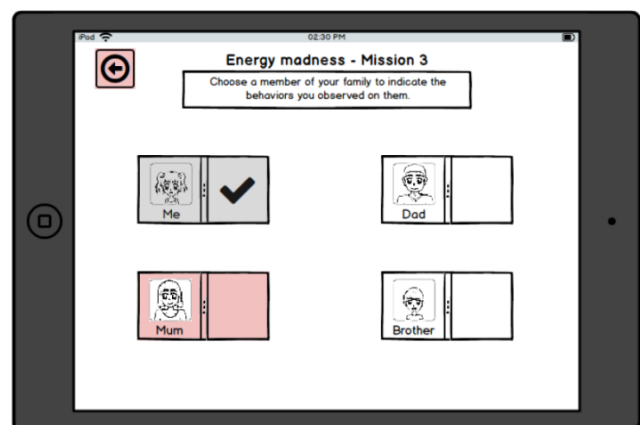 iPod 02:30 PM
Energy madness - Mission 3
Choose a member of your family to indicate the
behaviors you observed on them.
Me
Dad
Mum
Brother